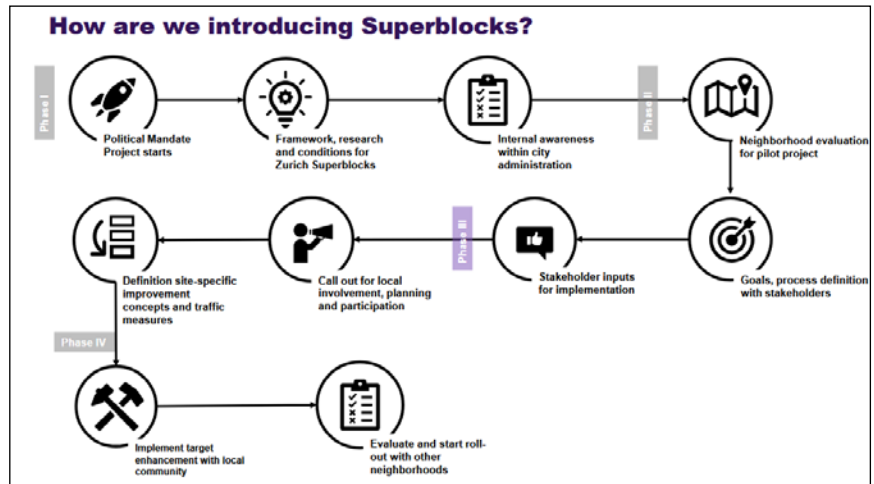 How are we introducing Superblocks?
Phase I
Political Mandate
Project starts
Framework, research
and conditions for
Zurich Superblocks
Internal awareness
within city
administration
Phase II
Neighborhood evaluation
for pilot project
Goals, process definition
with stakeholders
Stakeholder inputs
for implementation
Phase III
Call out for local
involvement, planning
and participation
Definition site-specific
improvement
concepts and traffic
measures
Phase IV
Implement target
enhancement with local
community
Evaluate and start roll-
out with other
neighborhoods